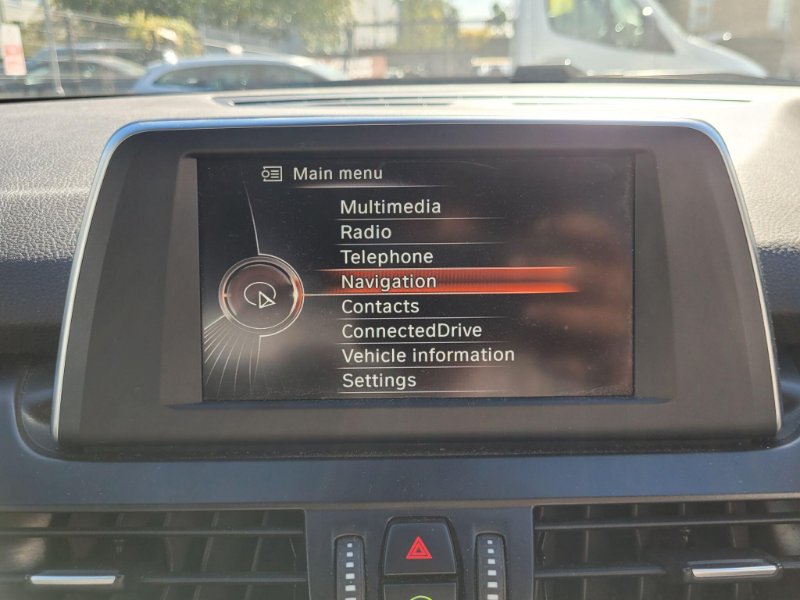 Main menu
Multimedia
Radio
Telephone
Navigation
Contacts
ConnectedDrive
Vehicle information
Settings